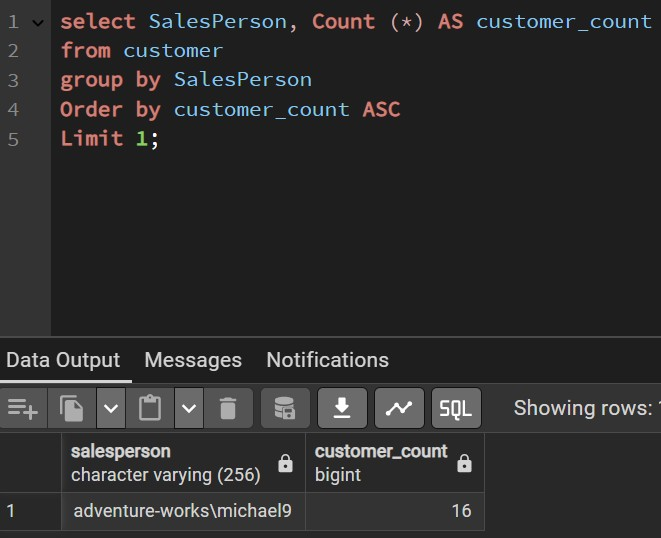 1 select SalesPerson, Count (*) AS customer_count
2 from customer
3 group by SalesPerson
4 Order by customer_count ASC
5 Limit 1;
Data Output Messages Notifications
SQL Showing rows:
salesperson customer_count
character varying (256) bigint
1 adventure-works\michael9 16